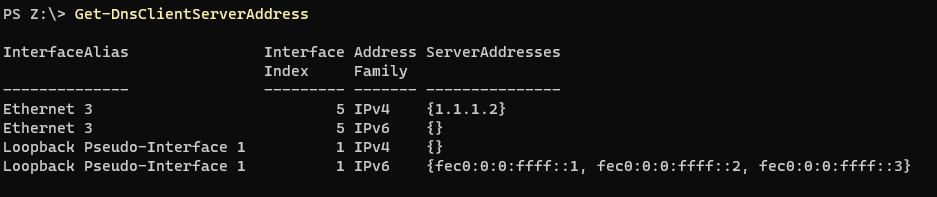 PS Z:\> Get-DnsClientServerAddress
InterfaceAlias Interface Address ServerAddresses
Index Family
-------------- --------- ------- ---------------
Ethernet 3 5 IPv4 {1.1.1.2}
Ethernet 3 5 IPv6 {}
Loopback Pseudo-Interface 1 1 IPv4 {}
Loopback Pseudo-Interface 1 1 IPv6 {fec0:0:0:ffff::1, fec0:0:0:ffff::2, fec0:0:0:ffff::3}